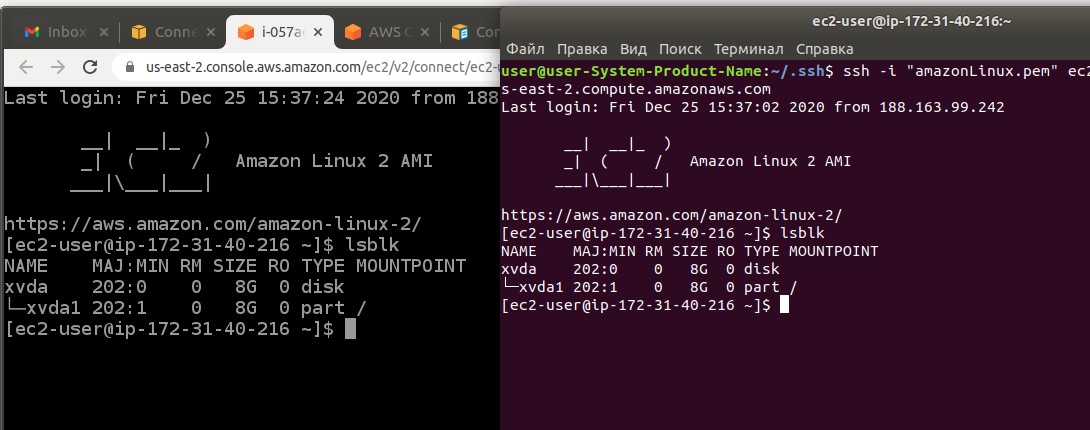 Inbox
Conne
i-057a
AWS C
Con
us-east-2.console.aws.amazon.com/ec2/v2/connect/ec2-u
Last login: Fri Dec 25 15:37:24 2020 from 188
       __|  __|_  )
       _|  (     /   Amazon Linux 2 AMI
      ___|\___|___|
https://aws.amazon.com/amazon-linux-2/
[ec2-user@ip-172-31-40-216 ~]$ lsblk
NAME    MAJ:MIN RM SIZE RO TYPE MOUNTPOINT
xvda    202:0    0   8G  0 disk
└─xvda1 202:1    0   8G  0 part /
[ec2-user@ip-172-31-40-216 ~]$
ec2-user@ip-172-31-40-216:~
Файл Правка Вид Поиск Терминал Справка
user@user-System-Product-Name:~/.ssh$ ssh -i "amazonLinux.pem" ec2
s-east-2.compute.amazonaws.com
Last login: Fri Dec 25 15:37:02 2020 from 188.163.99.242
       __|  __|_  )
       _|  (     /   Amazon Linux 2 AMI
      ___|\___|___|
https://aws.amazon.com/amazon-linux-2/
[ec2-user@ip-172-31-40-216 ~]$ lsblk
NAME    MAJ:MIN RM SIZE RO TYPE MOUNTPOINT
xvda    202:0    0   8G  0 disk
└─xvda1 202:1    0   8G  0 part /
[ec2-user@ip-172-31-40-216 ~]$